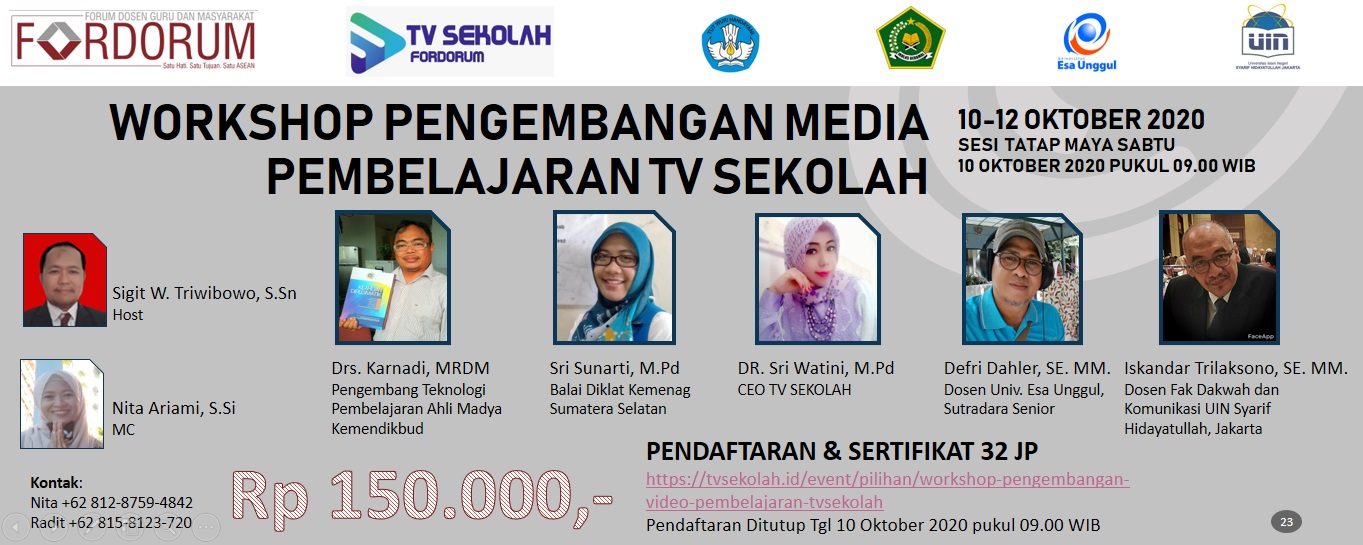 FORUM DOSEN GURU DAN MASYARAKAT
FORDORUM
Satu Hati. Satu Tujuan. Satu ASEAN
TV SEKOLAH
FORDORUM
Universitas
Esa Unggul
UIN
Universitas Islam Negeri
SYARIF HIDAYATULLAH JAKARTA
WORKSHOP PENGEMBANGAN MEDIA
PEMBELAJARAN TV SEKOLAH
10-12 OKTOBER 2020
SESI TATAP MAYA SABTU
10 OKTOBER 2020 PUKUL 09.00 WIB
Sigit W. Triwibowo, S.Sn
Host
Nita Ariami, S.Si
MC
FaceApp
Drs. Karnadi, MRDM
Pengembang Teknologi
Pembelajaran Ahli Madya
Kemendikbud
Sri Sunarti, M.Pd
Balai Diklat Kemenag
Sumatera Selatan
DR. Sri Watini, M.Pd
CEO TV SEKOLAH
Defri Dahler, SE. MM.
Dosen Univ. Esa Unggul,
Sutradara Senior
Iskandar Trilaksono, SE. MM.
Dosen Fak Dakwah dan
Komunikasi UIN Syarif
Hidayatullah, Jakarta
Kontak:
Nita +62 812-8759-4842
Radit +62 815-8123-720
Rp 150.000,-
PENDAFTARAN & SERTIFIKAT 32 JP
https://tvsekolah.id/event/pilihan/workshop-pengembangan-
video-pembelajaran-tvsekolah
Pendaftaran Ditutup Tgl 10 Oktober 2020 pukul 09.00 WIB
23